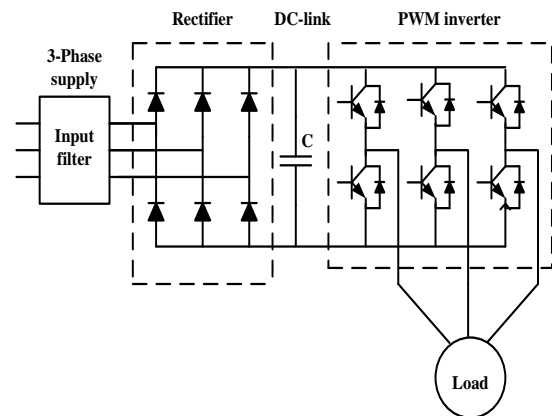 Rectifier
DC-link
PWM inverter
3-Phase
supply
Input
filter
C
Load